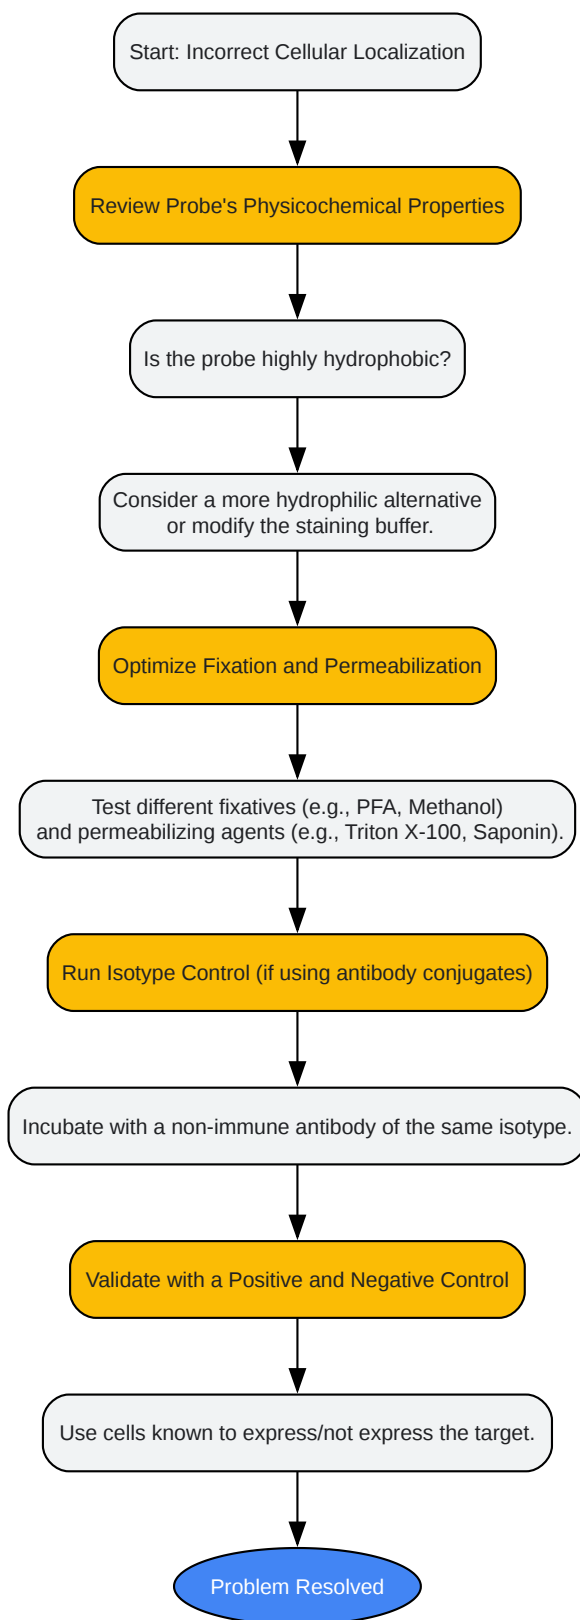 Start: Incorrect Cellular Localization
Review Probe's Physicochemical Properties
Is the probe highly hydrophobic?
Consider a more hydrophilic alternative
or modify the staining buffer.
Optimize Fixation and Permeabilization
Test different fixatives (e.g., PFA, Methanol)
and permeabilizing agents (e.g., Triton X-100, Saponin).
Run Isotype Control (if using antibody conjugates)
Incubate with a non-immune antibody of the same isotype.
Validate with a Positive and Negative Control
Use cells known to express/not express the target.
Problem Resolved